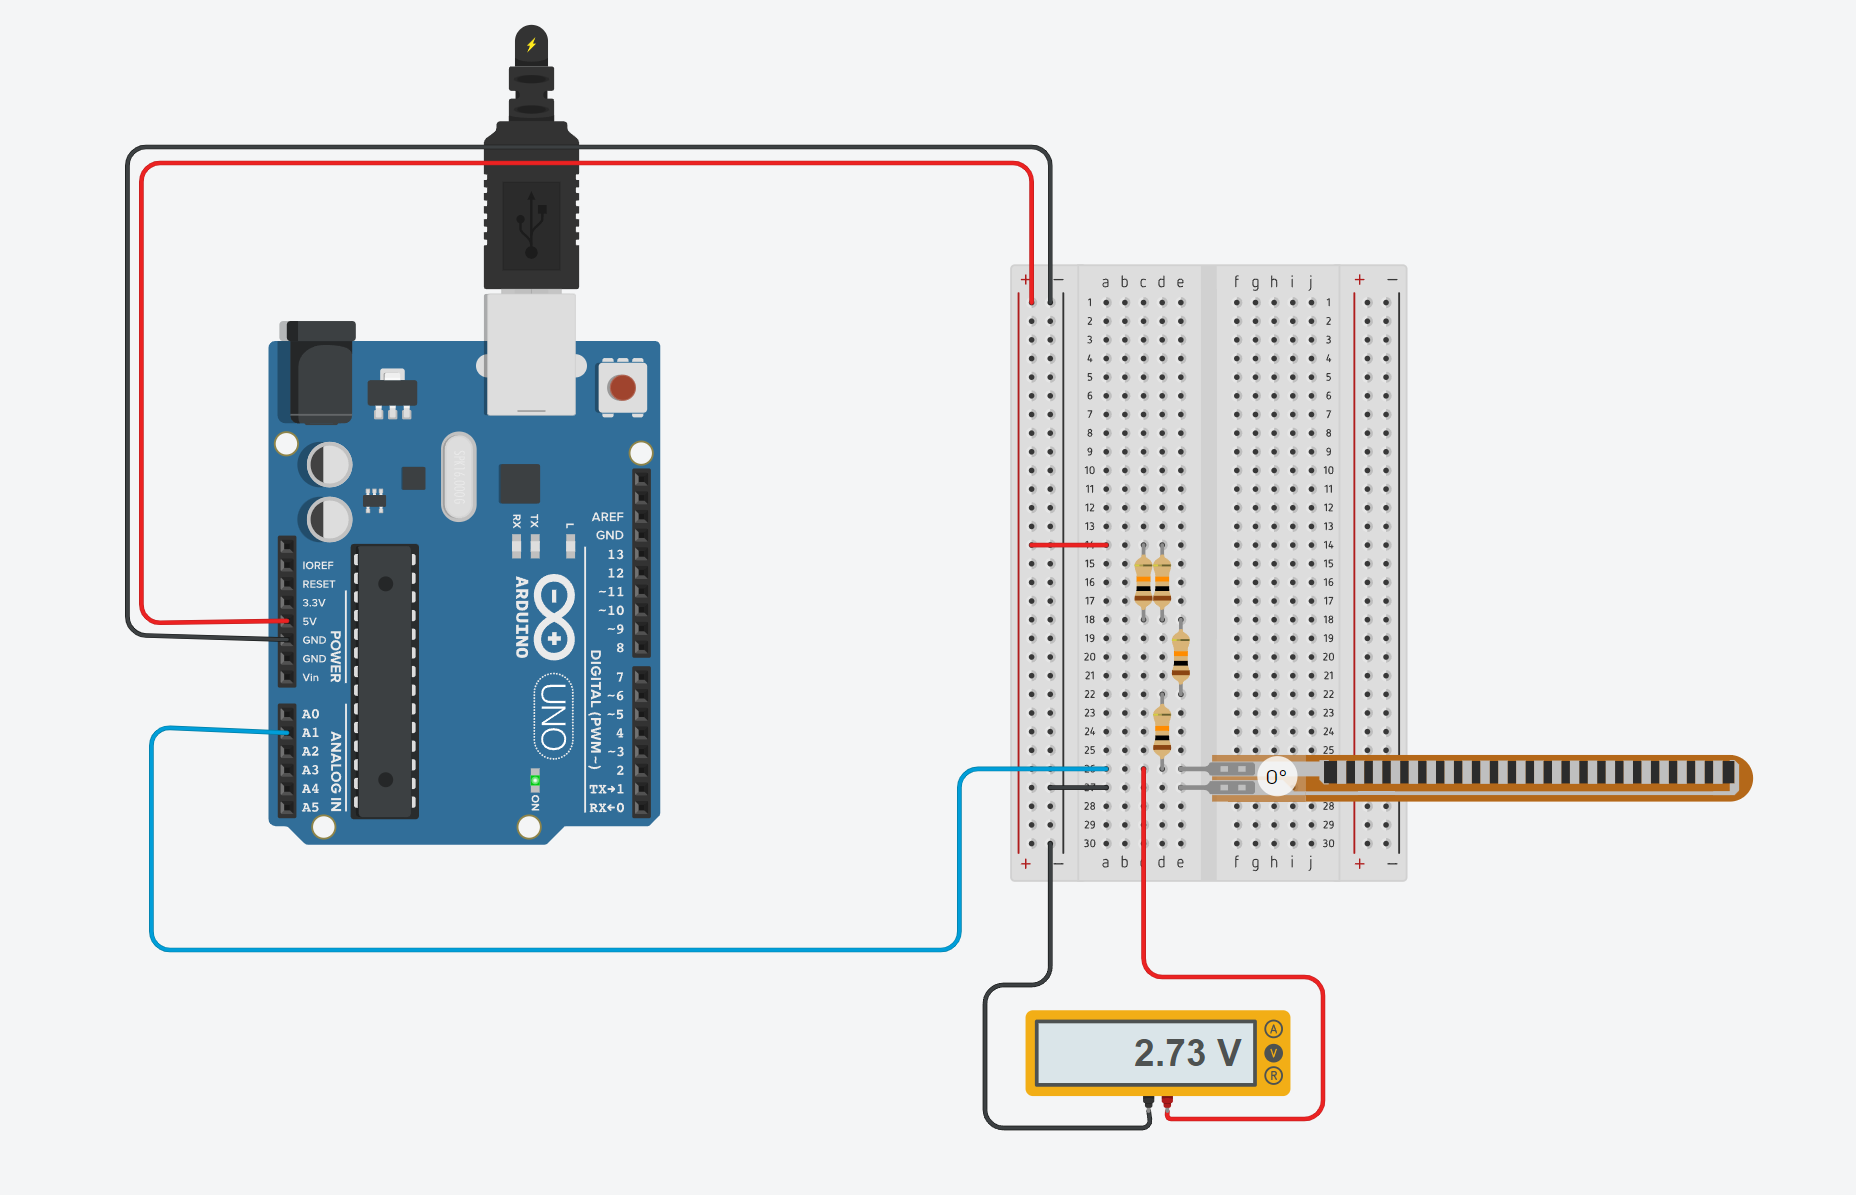 + − a b c d e f g h i j + −
1 1
2 2
3 3
4 4
5 5
6 6
7 7
8 8
9 9
10 10
11 11
12 12
13 13
14 14
15 15
16 16
17 17
18 18
19 19
20 20
21 21
22 22
23 23
24 24
25 25
26
27
28 28
29 29
30 30
+ − a b c d e f g h i j + −
0°
AREF
GND
13
12
~11
~10
~9
8
7
~6
~5
4
~3
2
TX→1
RX←0
DIGITAL (PWM ~)
IOREF
RESET
3.3V
5V
GND
GND
Vin
POWER
A0
A1
A2
A3
A4
A5
ANALOG IN
RX
TX
L
ARDUINO
UNO
ON
2.73 V
A
V
R